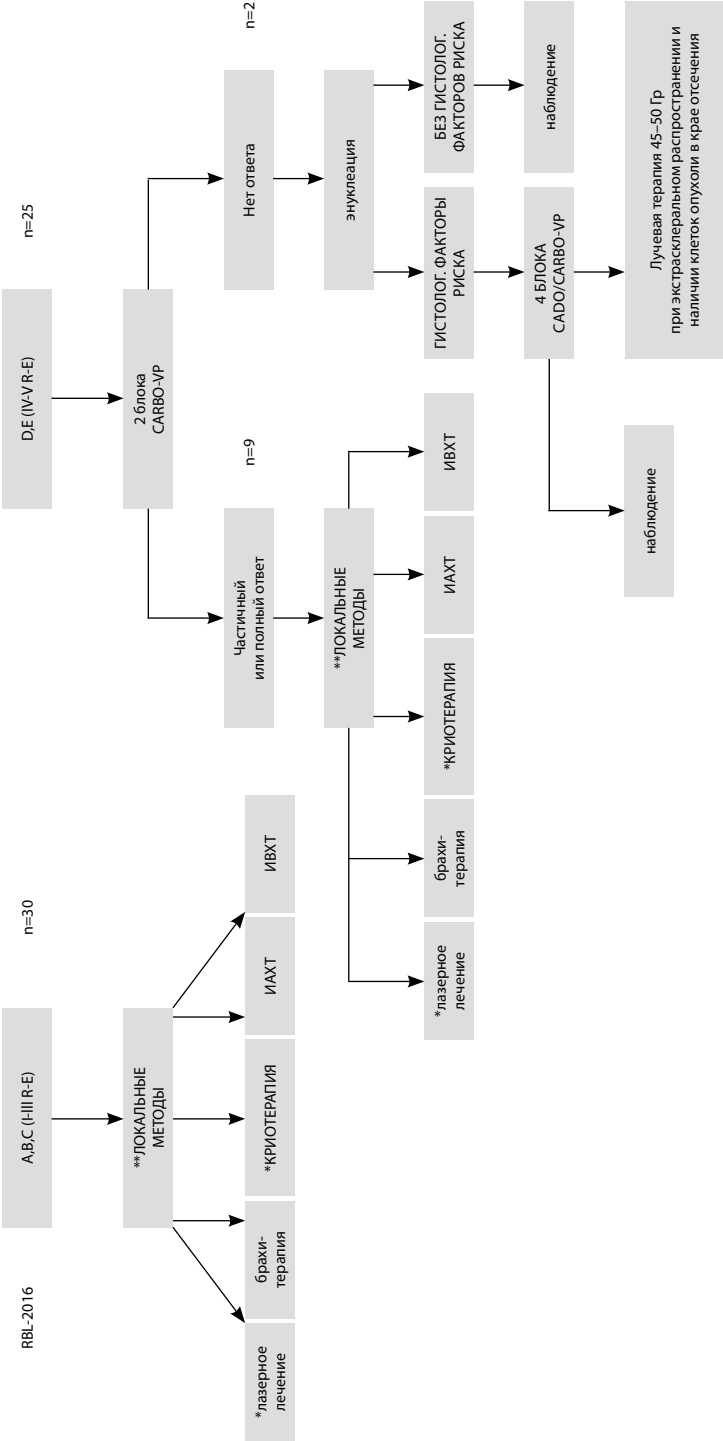 RBL-2016
A,B,C (I-III R-E)
n=30
D,E (IV-V R-E)
n=25
**ЛОКАЛЬНЫЕ
МЕТОДЫ
2 блока
CARBO-VP
*лазерное
лечение
брахи-
терапия
*КРИОТЕРАПИЯ
ИАХТ
ИВХТ
Частичный
или полный ответ
n=9
Нет ответа
n=2
**ЛОКАЛЬНЫЕ
МЕТОДЫ
энуклеация
*лазерное
лечение
брахи-
терапия
*КРИОТЕРАПИЯ
ИАХТ
ИВХТ
ГИСТОЛОГ. ФАКТОРЫ
РИСКА
БЕЗ ГИСТОЛОГ.
ФАКТОРОВ РИСКА
4 БЛОКА
CADO/CARBO-VP
наблюдение
наблюдение
Лучевая терапия 45–50 Гр
при экстрасклеральном распространении и
наличии клеток опухоли в крае отсечения